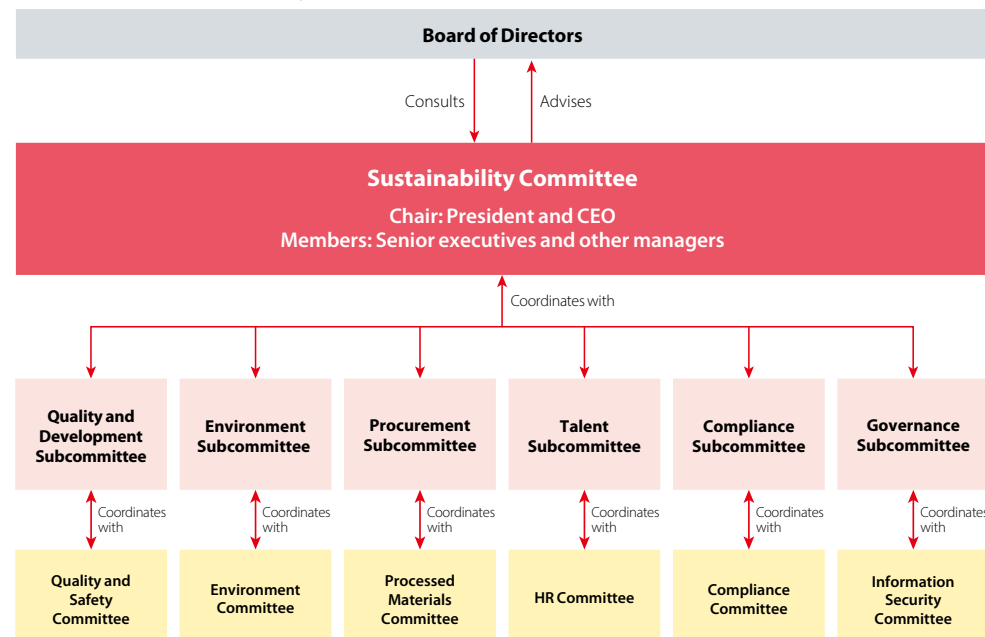 Board of Directors
Consults
Advises
Sustainability Committee
Chair: President and CEO
Members: Senior executives and other managers
Coordinates with
Quality and
Development
Subcommittee
Environment
Subcommittee
Procurement
Subcommittee
Talent
Subcommittee
Compliance
Subcommittee
Governance
Subcommittee
Coordinates
with
Coordinates
with
Coordinates
with
Coordinates
with
Coordinates
with
Coordinates
with
Quality and
Safety
Committee
Environment
Committee
Processed
Materials
Committee
HR Committee
Compliance
Committee
Information
Security
Committee